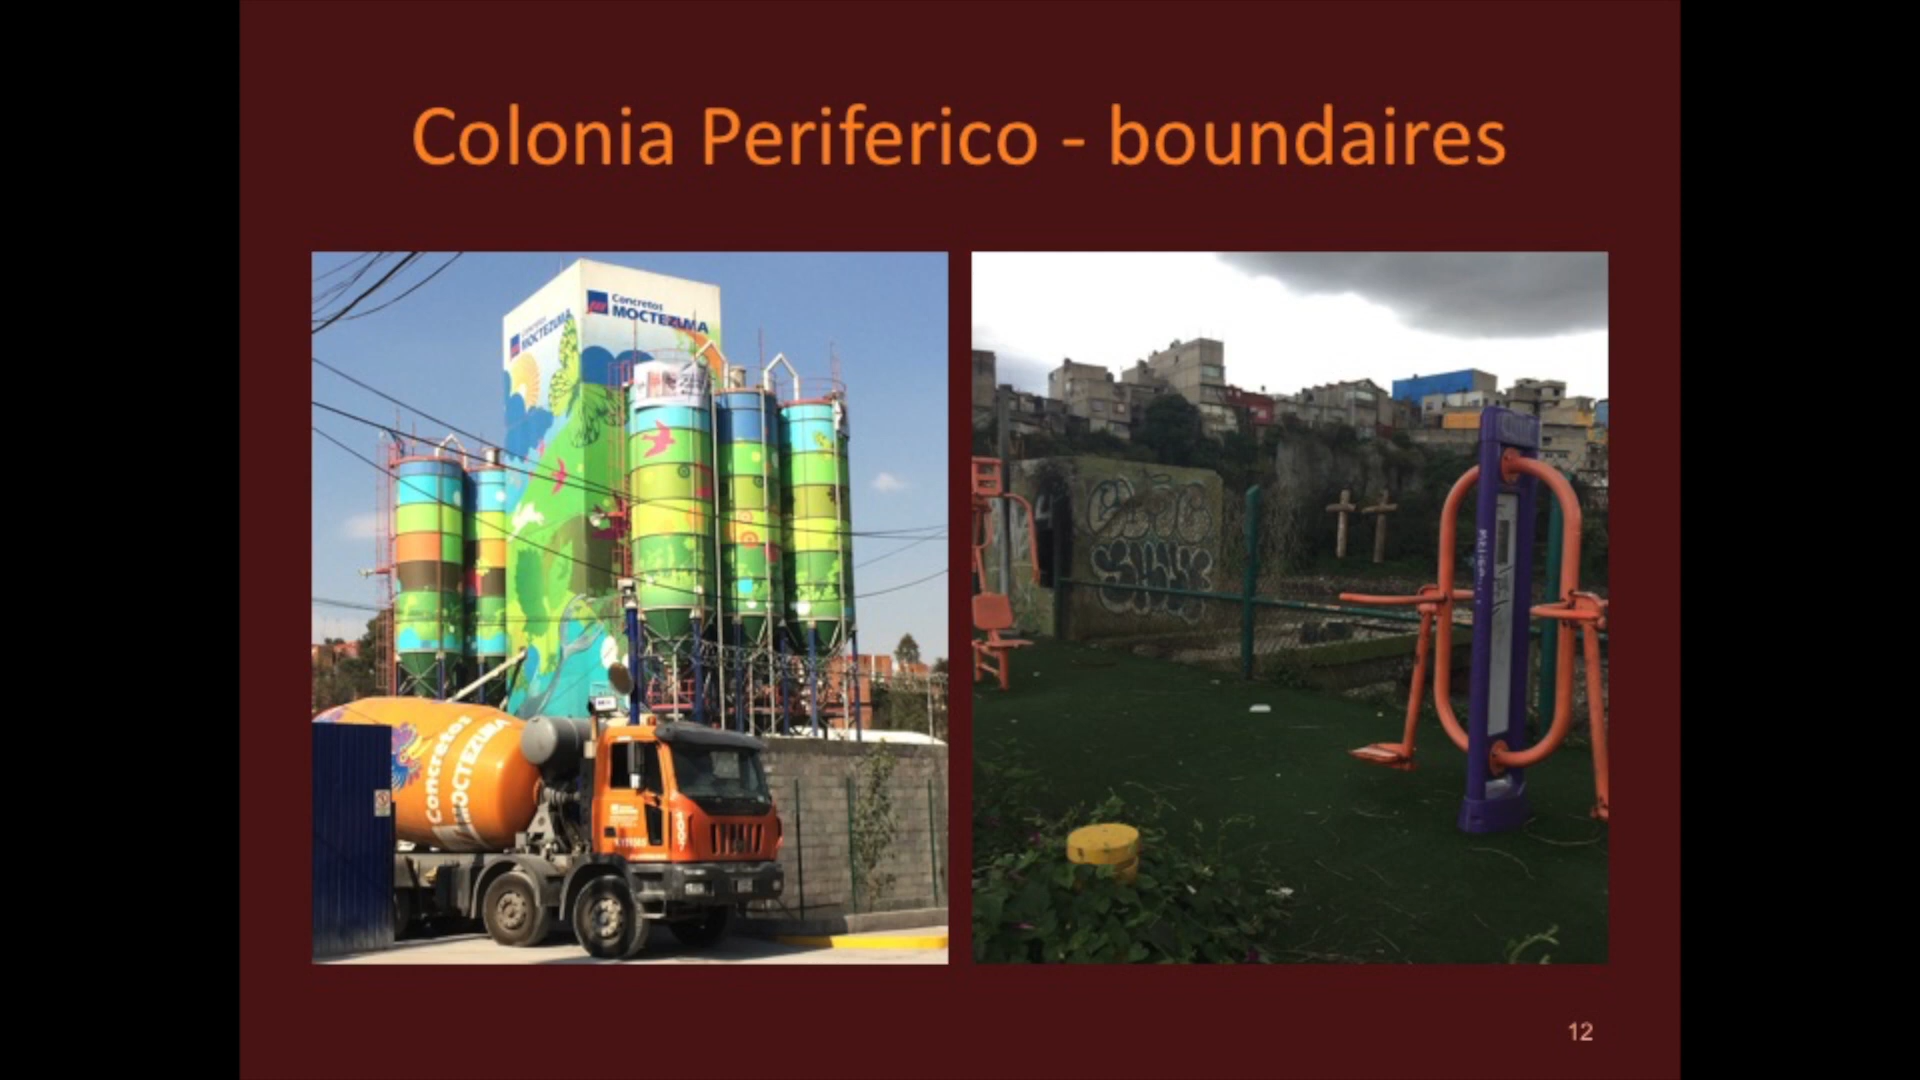 Colonia Periferico - boundaires
Concretos
MOCTEZUMA
Concretos
MOCTEZUMA
Concretos
MOCTEZUMA
12